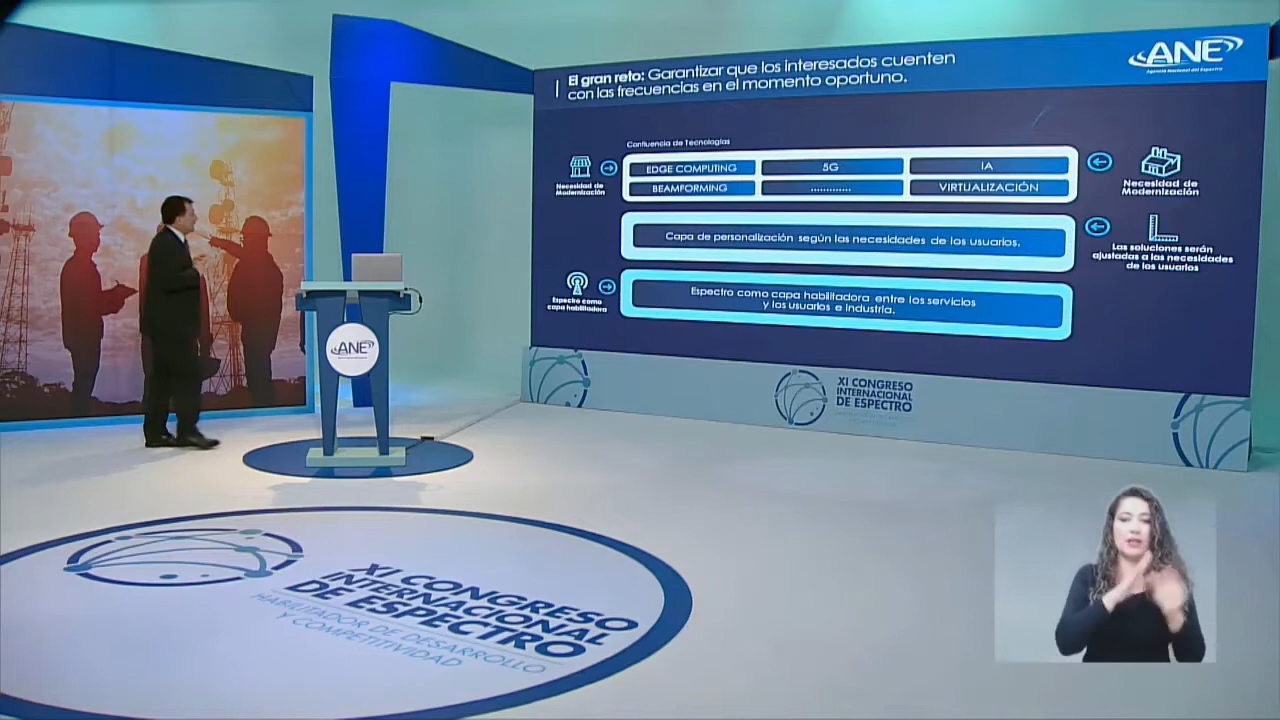 El gran reto: Garantizar que los interesados cuenten
con las frecuencias en el momento oportuno.
ANE
Agencia Nacional del Espectro
Confluencia de Tecnologías
EDGE COMPUTING
5G
IA
BEAMFORMING
.............
VIRTUALIZACIÓN
Necesidad de
Modernización
Necesidad de
Modernización
Capa de personalización según las necesidades de los usuarios.
Las soluciones serán
ajustadas a las necesidades
de los usuarios
Espectro como
capa habilitadora
Espectro como capa habilitadora entre los servicios
y los usuarios e industria.
ANE
XI CONGRESO
INTERNACIONAL
DE ESPECTRO
XI CONGRESO
INTERNACIONAL
DE ESPECTRO
HABILITADOR DE DESARROLLO
Y COMPETITIVIDAD